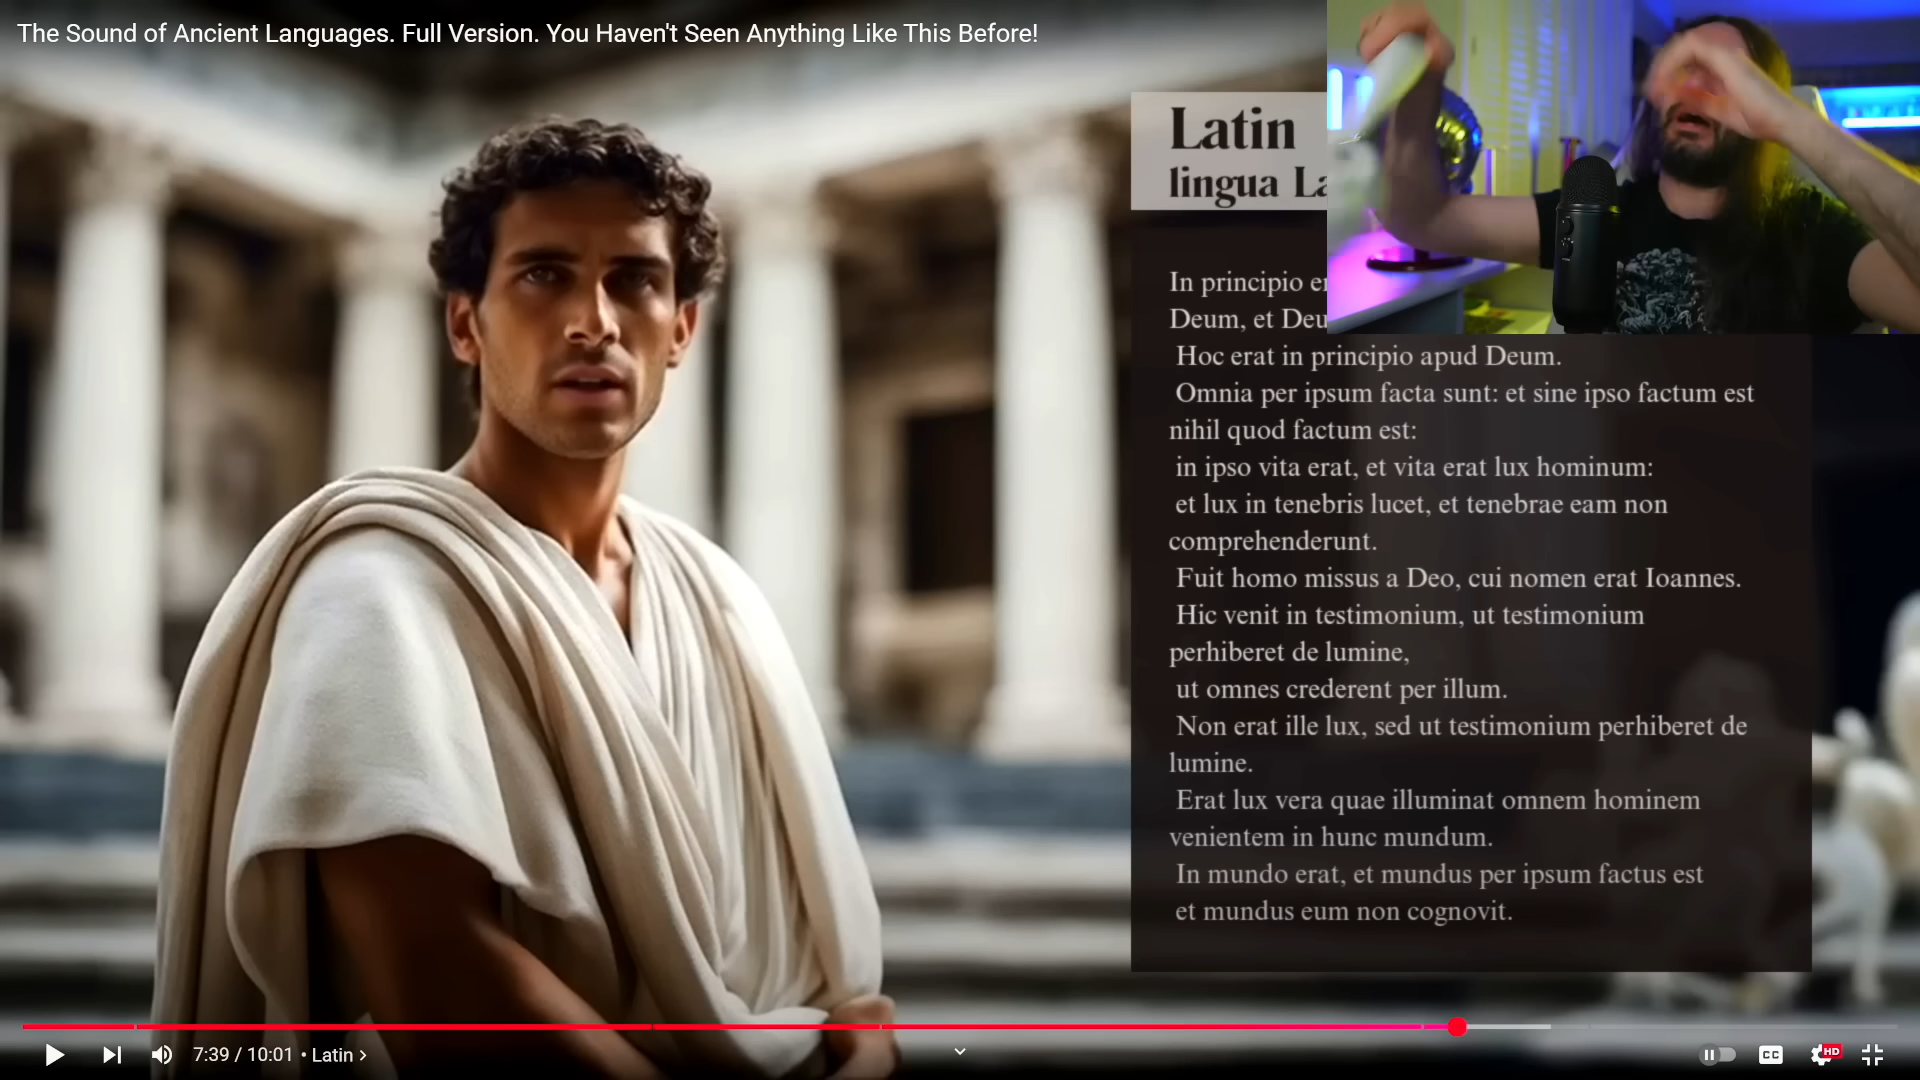 The Sound of Ancient Languages. Full Version. You Haven't Seen Anything Like This Before!
Latin
lingua La
In principio er
Deum, et Deu
Hoc erat in principio apud Deum.
Omnia per ipsum facta sunt: et sine ipso factum est
nihil quod factum est:
in ipso vita erat, et vita erat lux hominum:
et lux in tenebris lucet, et tenebrae eam non
comprehenderunt.
Fuit homo missus a Deo, cui nomen erat Ioannes.
Hic venit in testimonium, ut testimonium
perhiberet de lumine,
ut omnes crederent per illum.
Non erat ille lux, sed ut testimonium perhiberet de
lumine.
Erat lux vera quae illuminat omnem hominem
venientem in hunc mundum.
In mundo erat, et mundus per ipsum factus est
et mundus eum non cognovit.
7:39 / 10:01 • Latin
CC
HD